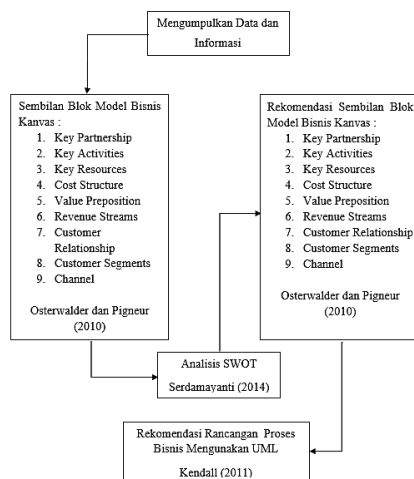 Mengumpulkan Data dan
Informasi
Sembilan Blok Model Bisnis
Kanvas :
1. Key Partnership
2. Key Activities
3. Key Resources
4. Cost Structure
5. Value Preposition
6. Revenue Streams
7. Customer
Relationship
8. Customer Segments
9. Channel
Osterwalder dan Pigneur
(2010)
Rekomendasi Sembilan Blok
Model Bisnis Kanvas :
1. Key Partnership
2. Key Activities
3. Key Resources
4. Cost Structure
5. Value Preposition
6. Revenue Streams
7. Customer Relationship
8. Customer Segments
9. Channel
Osterwalder dan Pigneur
(2010)
Analisis SWOT
Serdamayanti (2014)
Rekomendasi Rancangan Proses
Bisnis Mengunakan UML
Kendall (2011)